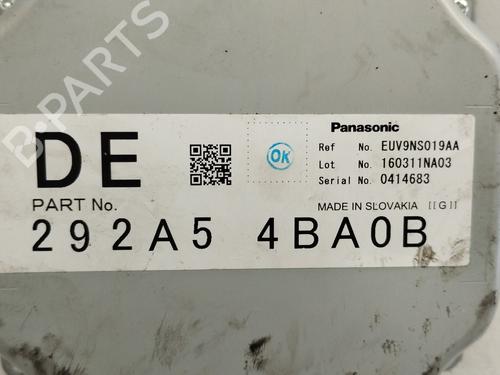 DE
Panasonic
Ref No. EUV9NS019AA
Lot No. 160311NA03
Serial No. 0414683
OK
PART No.
MADE IN SLOVAKIA [[G]]
292A5 4BA0B
B-PARTS